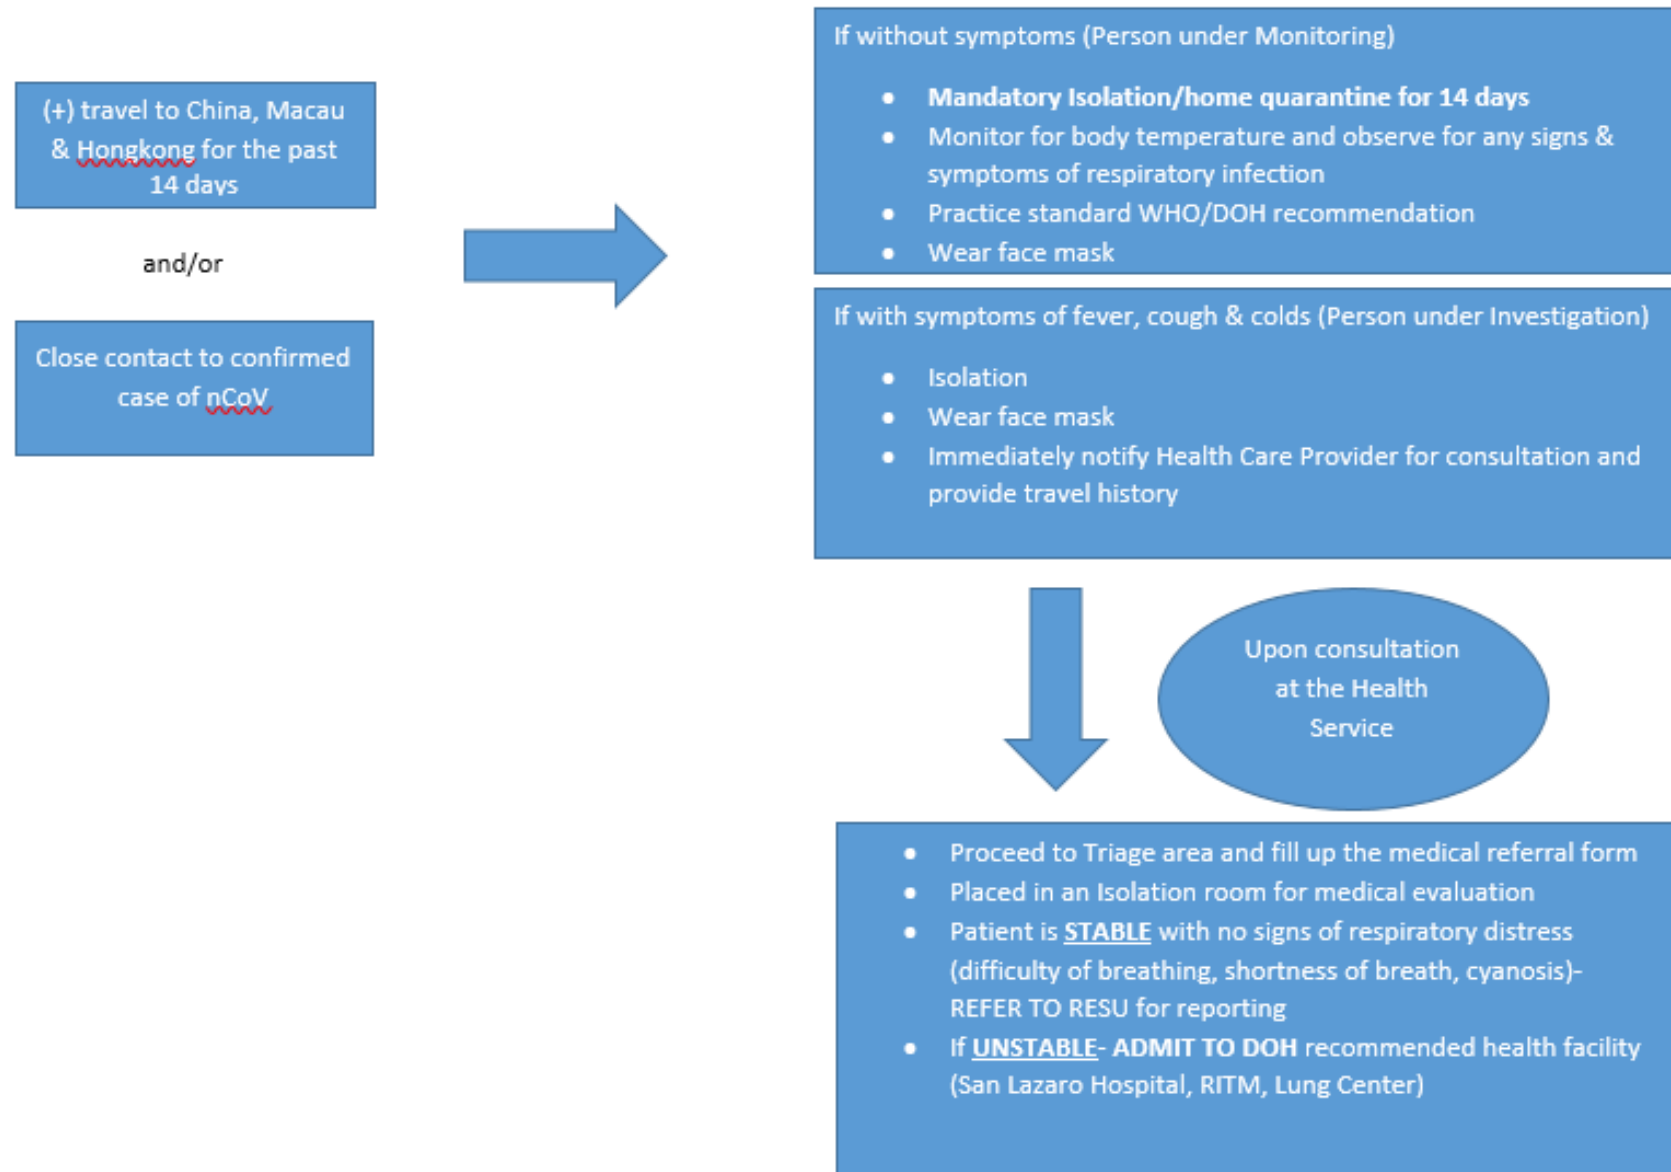 (+) travel to China, Macau
& Hongkong for the past
14 days
and/or
Close contact to confirmed
case of nCoV
If without symptoms (Person under Monitoring)
• Mandatory Isolation/home quarantine for 14 days
• Monitor for body temperature and observe for any signs &
symptoms of respiratory infection
• Practice standard WHO/DOH recommendation
• Wear face mask
If with symptoms of fever, cough & colds (Person under Investigation)
• Isolation
• Wear face mask
• Immediately notify Health Care Provider for consultation and
provide travel history
Upon consultation
at the Health
Service
• Proceed to Triage area and fill up the medical referral form
• Placed in an Isolation room for medical evaluation
• Patient is STABLE with no signs of respiratory distress
(difficulty of breathing, shortness of breath, cyanosis)-
REFER TO RESU for reporting
• If UNSTABLE- ADMIT TO DOH recommended health facility
(San Lazaro Hospital, RITM, Lung Center)